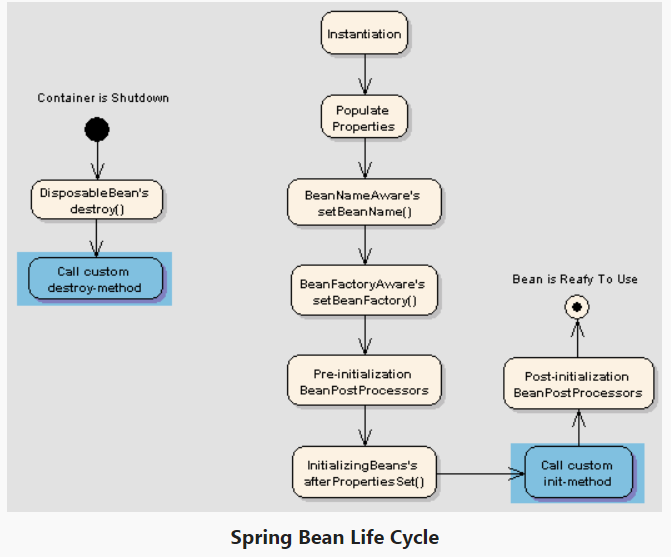 Instantiation
Container is Shutdown
Populate
Properties
DisposableBean's
destroy()
BeanNameAware's
setBeanName()
Call custom
destroy-method
BeanFactoryAware's
setBeanFactory()
Bean is Reafy To Use
Pre-initialization
BeanPostProcessors
Post-initialization
BeanPostProcessors
InitializingBeans's
afterPropertiesSet()
Call custom
init-method
Spring Bean Life Cycle